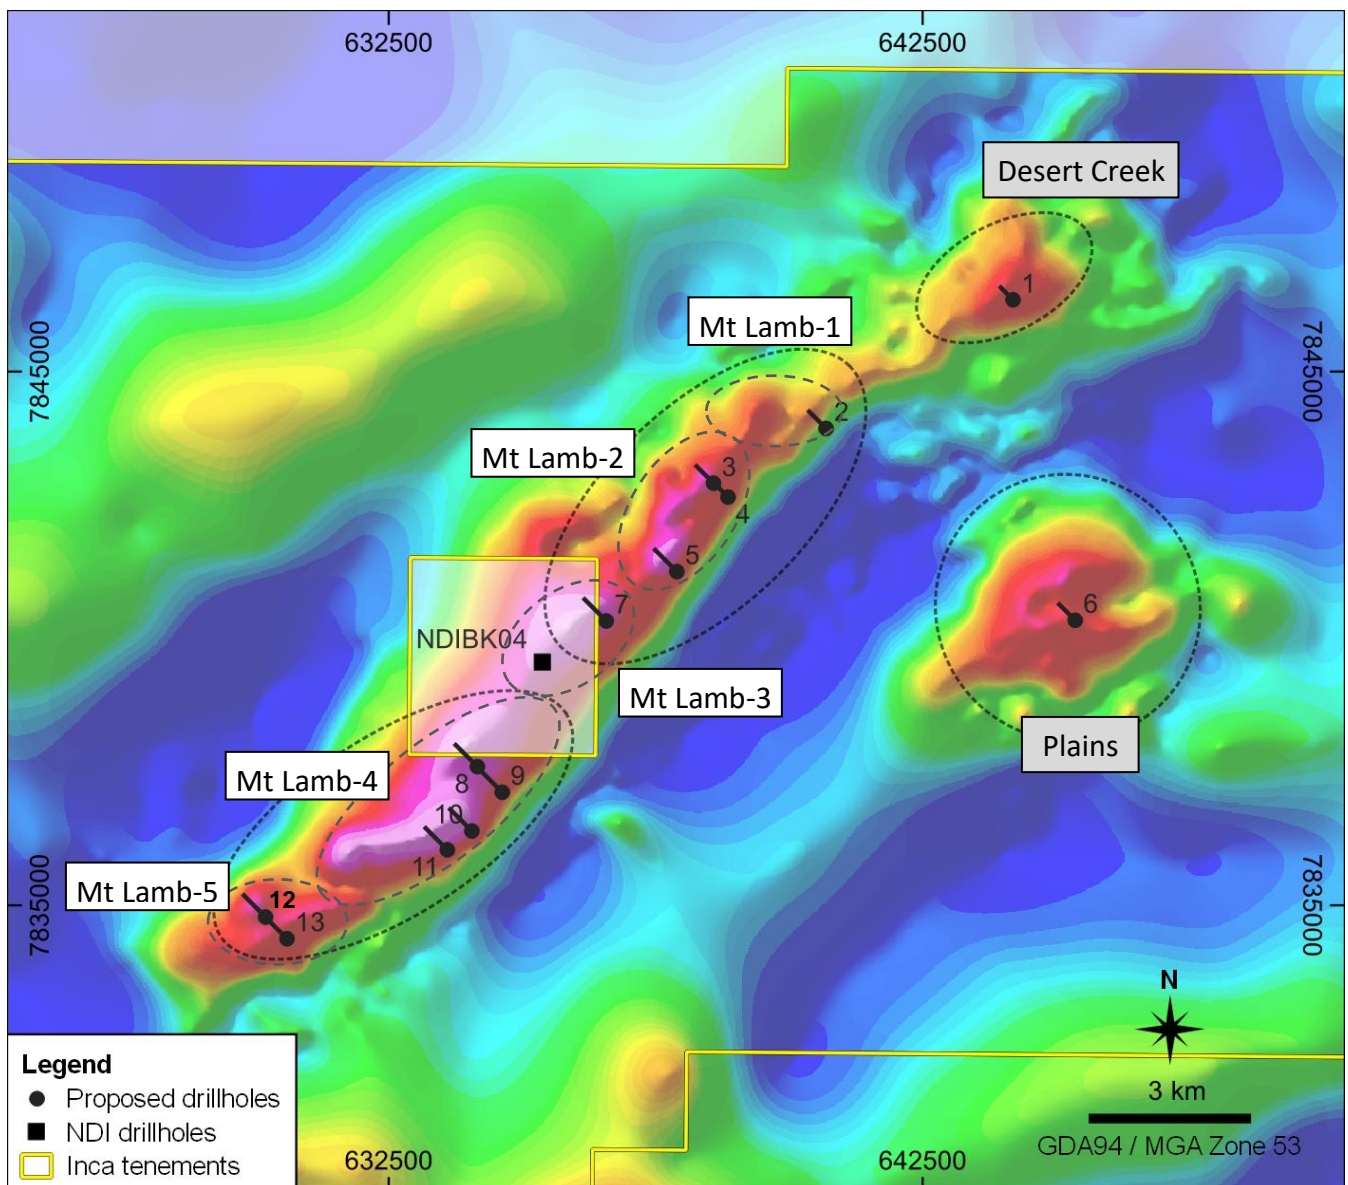 632500
642500
Desert Creek
1
Mt Lamb-1
7845000
7845000
2
Mt Lamb-2
3
4
5
7
6
NDIBK04
Mt Lamb-3
Plains
Mt Lamb-4
8
9
10
11
Mt Lamb-5
12
13
7835000
7835000
N
3 km
GDA94 / MGA Zone 53
Legend
Proposed drillholes
NDI drillholes
Inca tenements
632500
642500